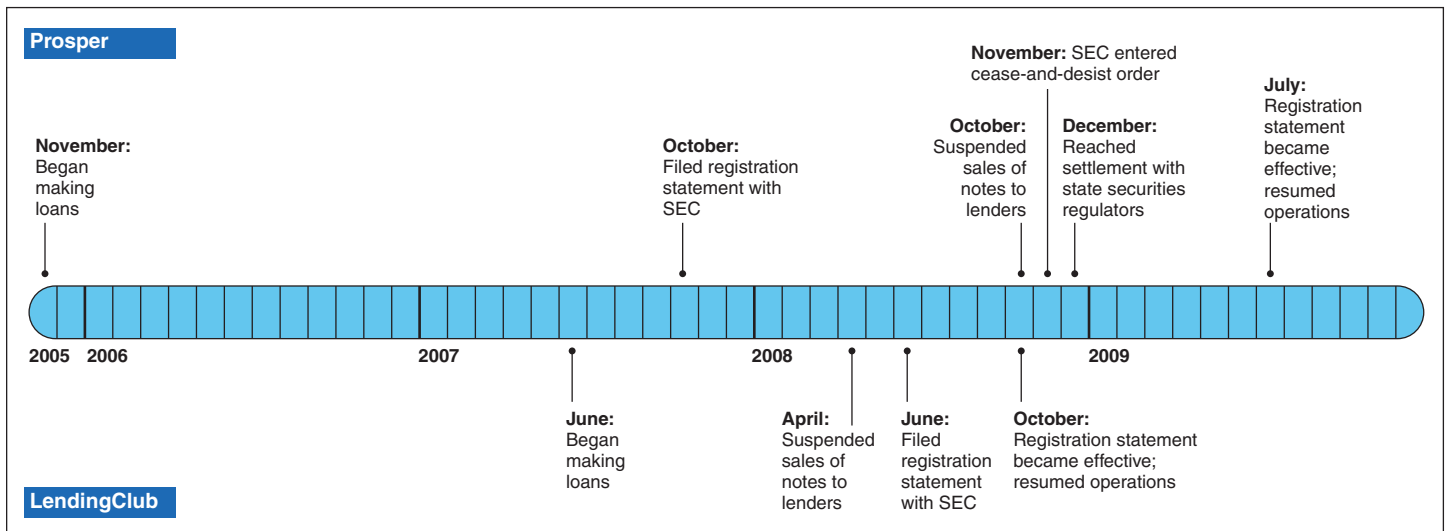 Prosper
November:
Began
making
loans
October:
Filed registration
statement with
SEC
October:
Suspended
sales of
notes to
lenders
November: SEC entered
cease-and-desist order
December:
Reached
settlement with
state securities
regulators
July:
Registration
statement
became
effective;
resumed
operations
2005
2006
2007
2008
2009
June:
Began
making
loans
April:
Suspended
sales of
notes to
lenders
June:
Filed
registration
statement
with SEC
October:
Registration statement
became effective;
resumed operations
LendingClub